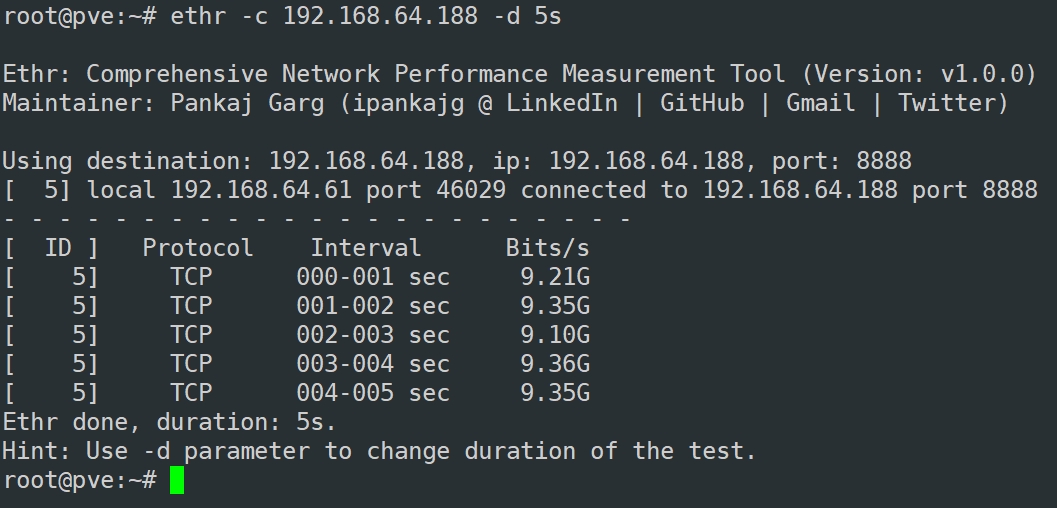 root@pve:~# ethr -c 192.168.64.188 -d 5s
Ethr: Comprehensive Network Performance Measurement Tool (Version: v1.0.0)
Maintainer: Pankaj Garg (ipankajg @ LinkedIn | GitHub | Gmail | Twitter)
Using destination: 192.168.64.188, ip: 192.168.64.188, port: 8888
[  5] local 192.168.64.61 port 46029 connected to 192.168.64.188 port 8888
- - - - - - - - - - - - - - - - - - - - - - -
[  ID ]   Protocol    Interval      Bits/s
[    5]     TCP      000-001 sec     9.21G
[    5]     TCP      001-002 sec     9.35G
[    5]     TCP      002-003 sec     9.10G
[    5]     TCP      003-004 sec     9.36G
[    5]     TCP      004-005 sec     9.35G
Ethr done, duration: 5s.
Hint: Use -d parameter to change duration of the test.
root@pve:~#